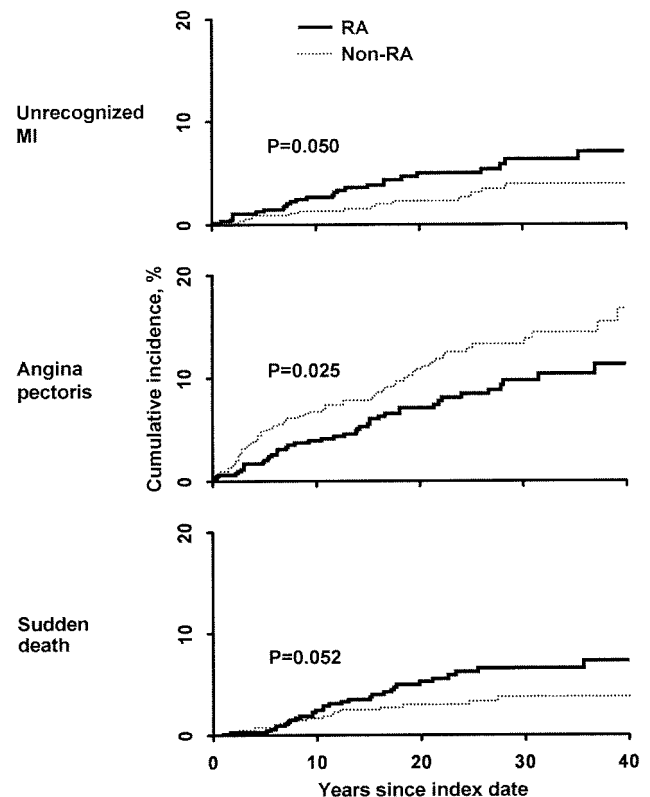 20
RA
Non-RA
Unrecognized
MI
10
P=0.050
0
20
Angina
pectoris
Cumulative incidence, %
10
P=0.025
0
20
Sudden
death
10
P=0.052
0
0 10 20 30 40
Years since index date